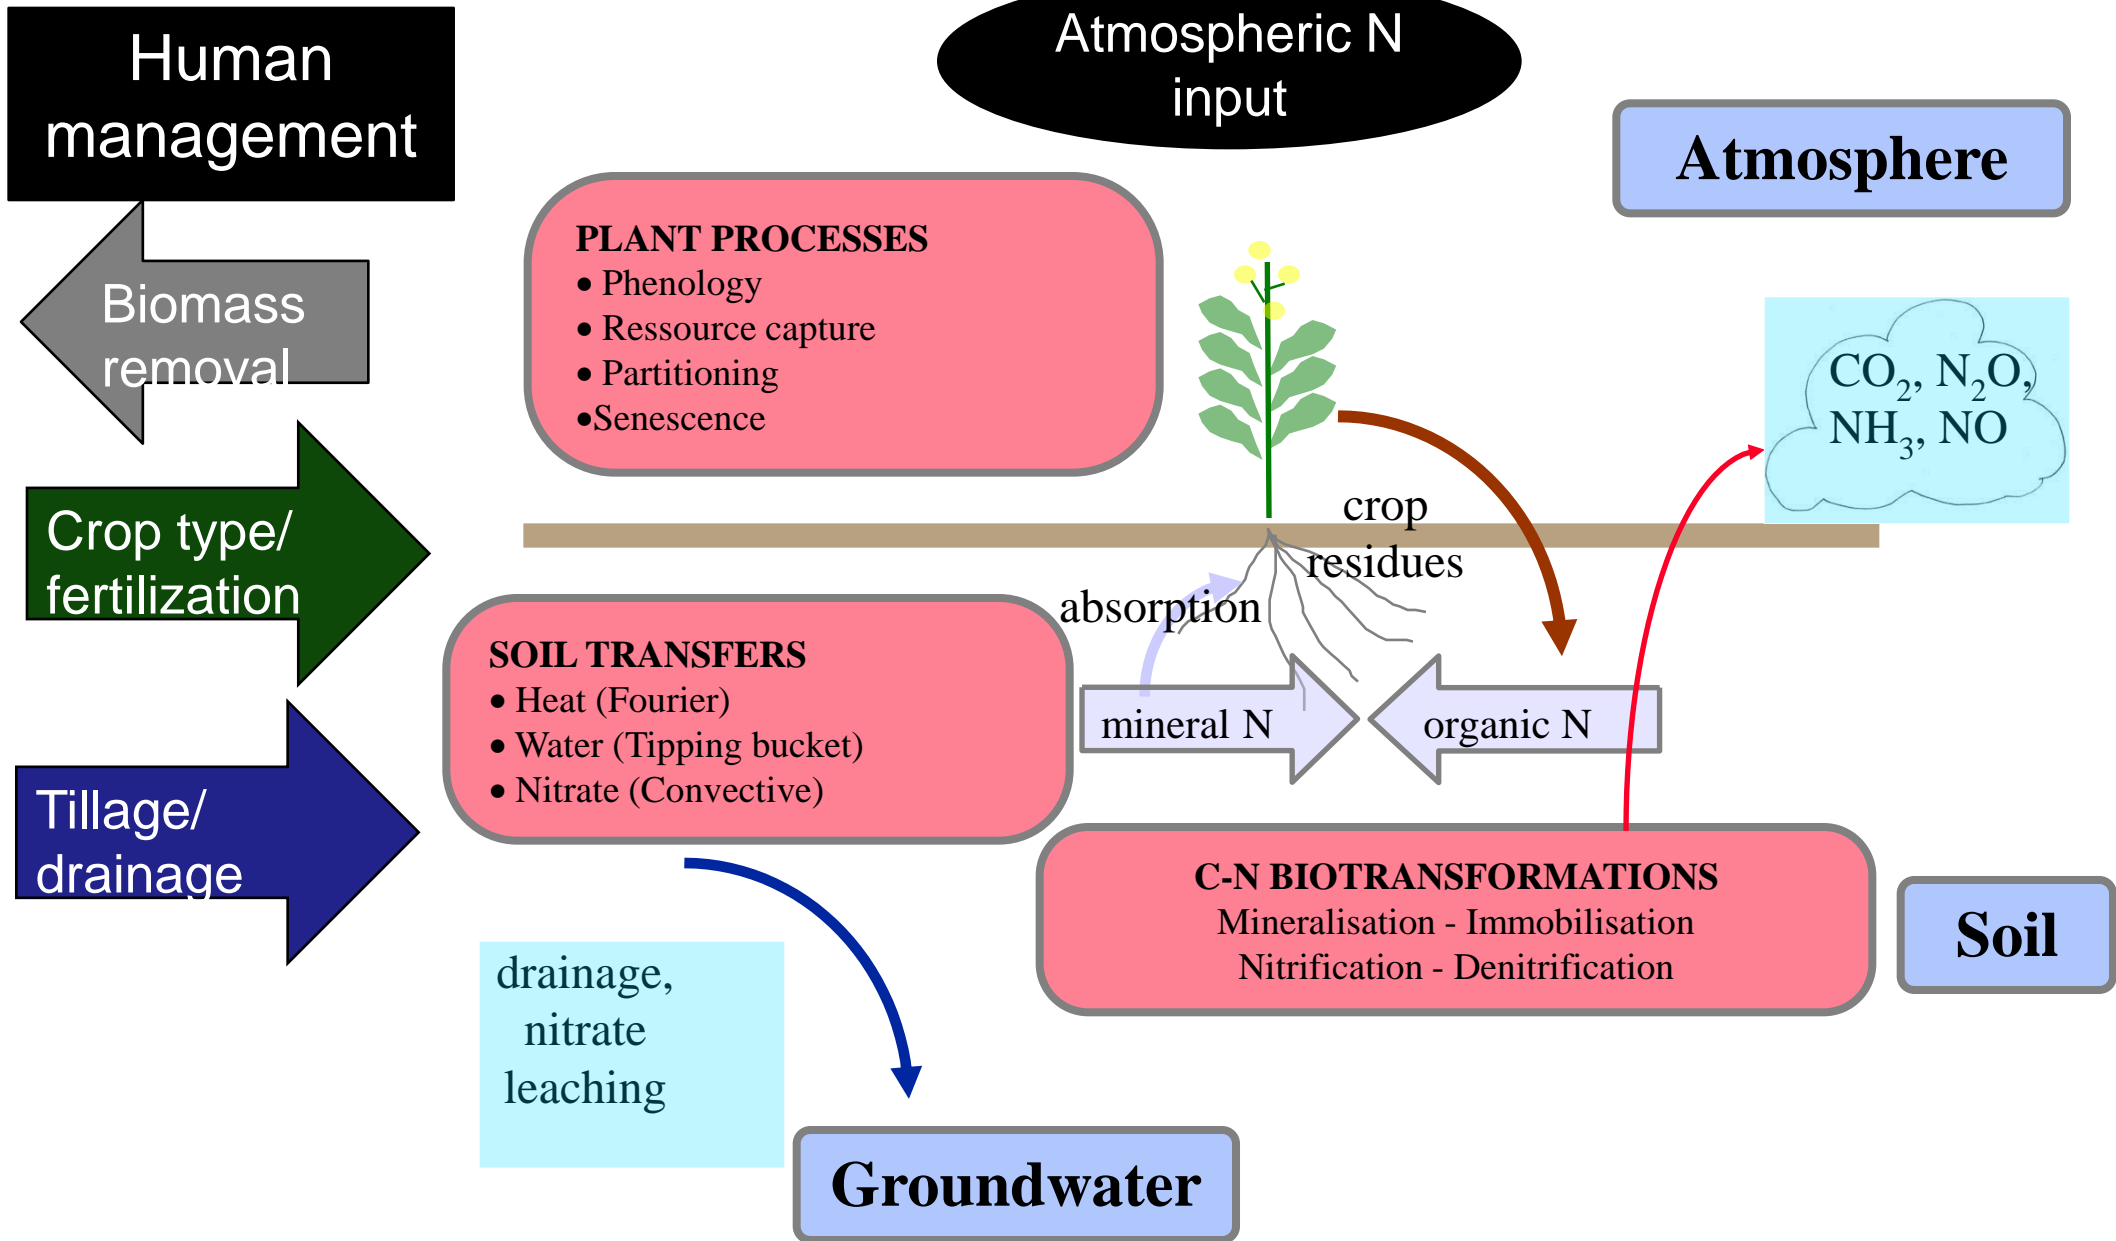 Human
management
Atmospheric N
input
Atmosphere
Biomass
removal
PLANT PROCESSES
• Phenology
• Ressource capture
• Partitioning
•Senescence
CO₂, N₂O,
NH₃, NO
Crop type/
fertilization
crop
residues
absorption
SOIL TRANSFERS
• Heat (Fourier)
• Water (Tipping bucket)
• Nitrate (Convective)
mineral N
organic N
Tillage/
drainage
C-N BIOTRANSFORMATIONS
Mineralisation - Immobilisation
Nitrification - Denitrification
Soil
drainage,
nitrate
leaching
Groundwater